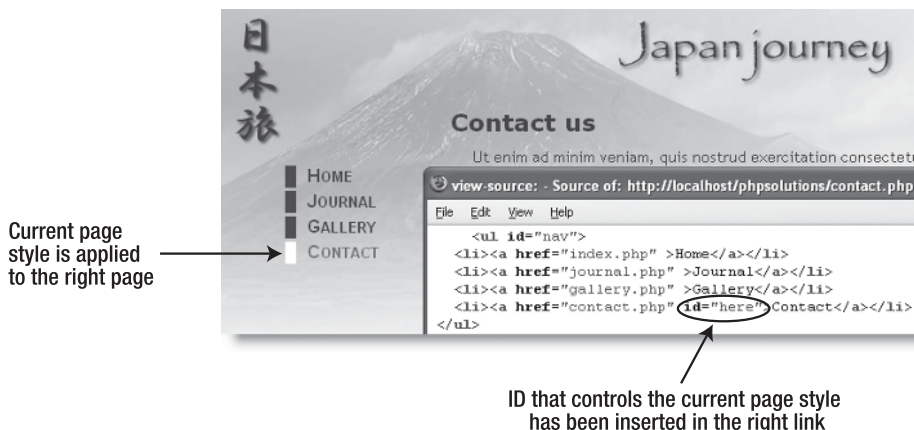 日
本
旅
Japan journey
Contact us
Ut enim ad minim veniam, quis nostrud exercitation consectetu
HOME
JOURNAL
GALLERY
CONTACT
Current page
style is applied
to the right page
view-source: - Source of: http://localhost/phpsolutions/contact.php
File Edit View Help
<ul id="nav">
<li><a href="index.php" >Home</a></li>
<li><a href="journal.php" >Journal</a></li>
<li><a href="gallery.php" >Gallery</a></li>
<li><a href="contact.php" id="here">Contact</a></li>
</ul>
ID that controls the current page style
has been inserted in the right link